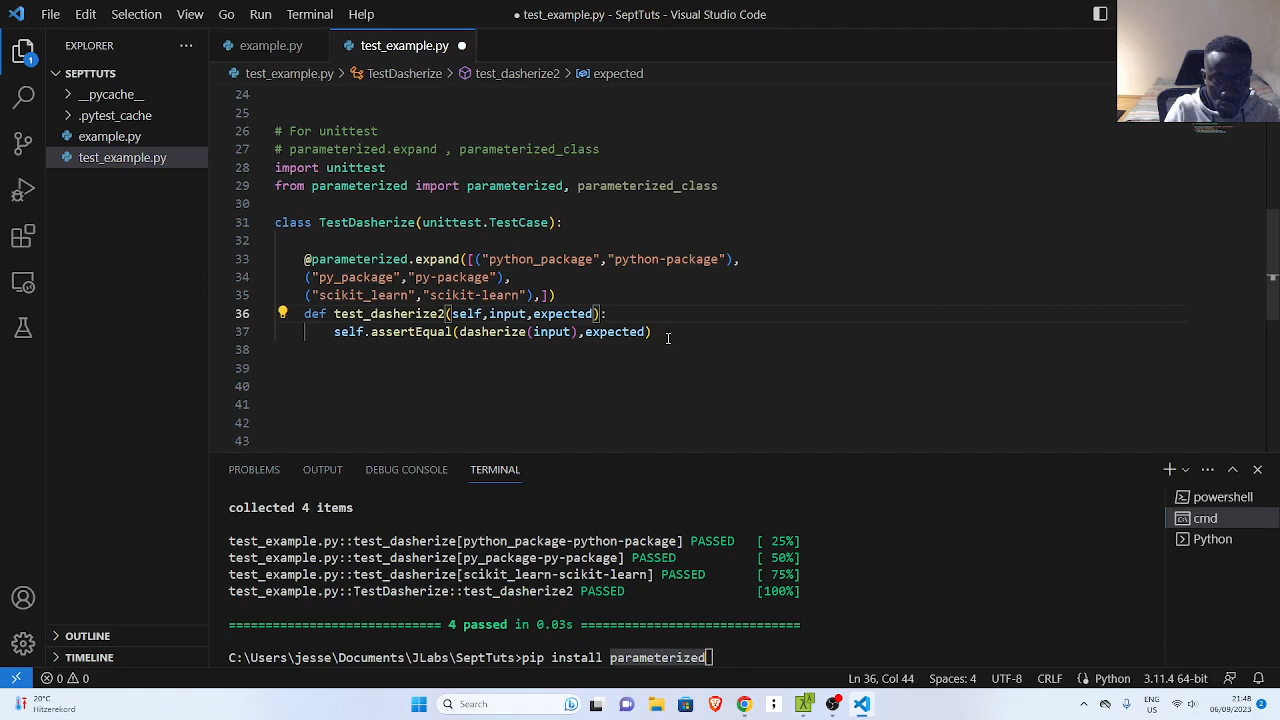 File Edit Selection View Go Run Terminal Help
● test_example.py - SeptTuts - Visual Studio Code
EXPLORER
example.py
test_example.py
SEPTTUTS
__pycache__
.pytest_cache
example.py
test_example.py
OUTLINE
TIMELINE
1
test_example.py > TestDasherize > test_dasherize2 > expected
24
25
26 # For unittest
27 # parameterized.expand , parameterized_class
28 import unittest
29 from parameterized import parameterized, parameterized_class
30
31 class TestDasherize(unittest.TestCase):
32
33 @parameterized.expand([("python_package","python-package"),
34 ("py_package","py-package"),
35 ("scikit_learn","scikit-learn"),])
36 def test_dasherize2(self,input,expected):
37 self.assertEqual(dasherize(input),expected)
38
39
40
41
42
43
PROBLEMS OUTPUT DEBUG CONSOLE TERMINAL
collected 4 items
test_example.py::test_dasherize[python_package-python-package] PASSED [ 25%]
test_example.py::test_dasherize[py_package-py-package] PASSED [ 50%]
test_example.py::test_dasherize[scikit_learn-scikit-learn] PASSED [ 75%]
test_example.py::TestDasherize::test_dasherize2 PASSED [100%]
=========================== 4 passed in 0.03s ============================
C:\Users\jesse\Documents\JLabs\SeptTuts>pip install parameterized
powershell
cmd
Python
0 0 Ln 36, Col 44 Spaces: 4 UTF-8 CRLF Python 3.11.4 64-bit
20°C
Hitzerekord
Search
ENG
US
21:48
06/09/2023